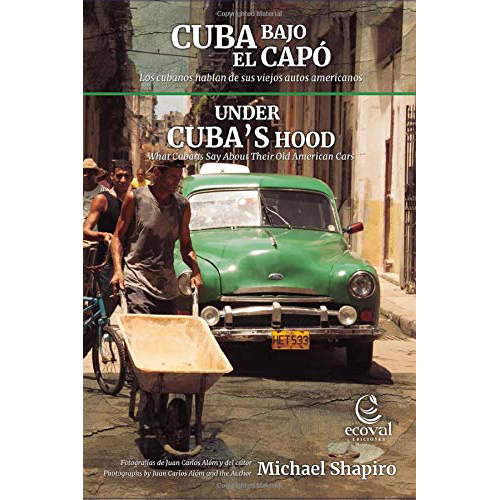 CUBA BAJO
EL CAPÓ
Los cubanos hablan de sus viejos autos americanos
UNDER
CUBA'S HOOD
What Cubans Say About Their Old American Cars
HET533
ecoval
EDICIONES
Fotografías de Juan Carlos Alóm y del autor
Photographs by Juan Carlos Alóm and the Author
Michael Shapiro